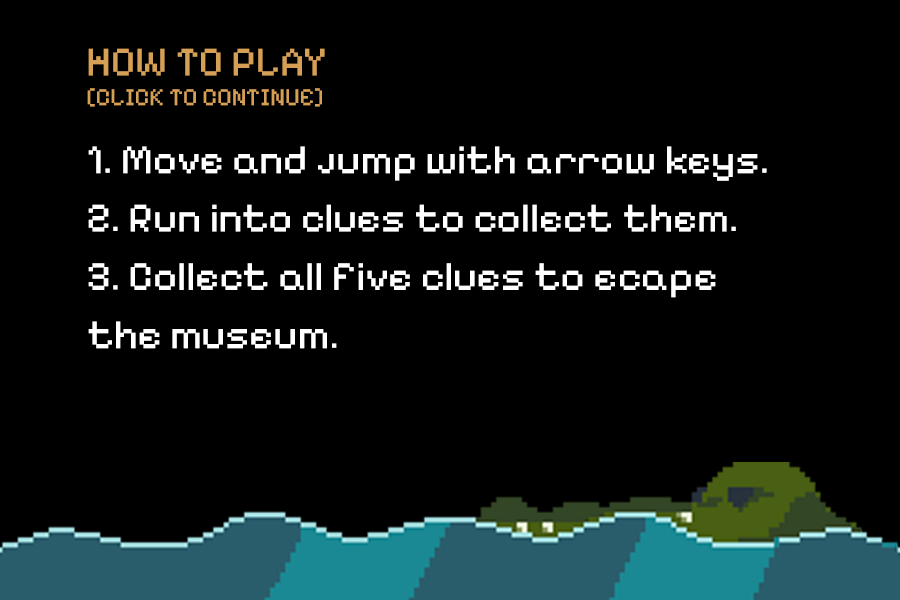 HOW TO PLAY
(CLICK TO CONTINUE)
1. Move and jump with arrow keys.
2. Run into clues to collect them.
3. Collect all five clues to ecape
the museum.